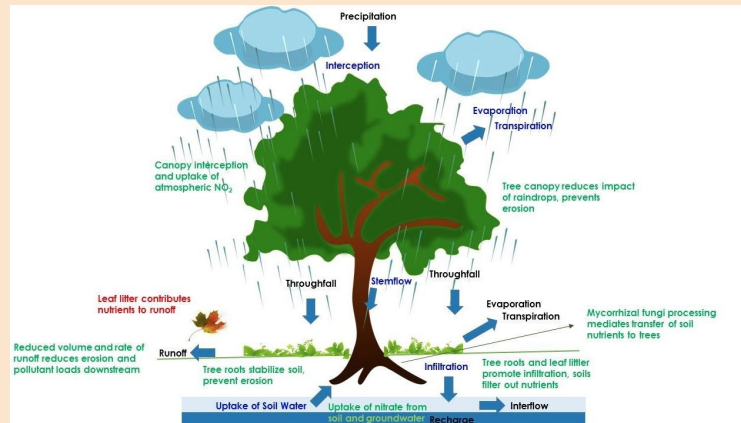 Precipitation
Interception
Evaporation
Transpiration
Canopy interception
and uptake of
atmospheric NO₂
Tree canopy reduces impact
of raindrops, prevents
erosion
Throughfall
Stemflow
Throughfall
Leaf litter contributes
nutrients to runoff
Evaporation
Transpiration
Mycorrhizal fungi processing
mediates transfer of soil
nutrients to trees
Reduced volume and rate of
runoff reduces erosion and
pollutant loads downstream
Runoff
Tree roots stabilize soil,
prevent erosion
Infiltration
Tree roots and leaf littler
promote infiltration, soils
filter out nutrients
Uptake of Soil Water
Uptake of nitrate from
soil and groundwater
Interflow
Recharge